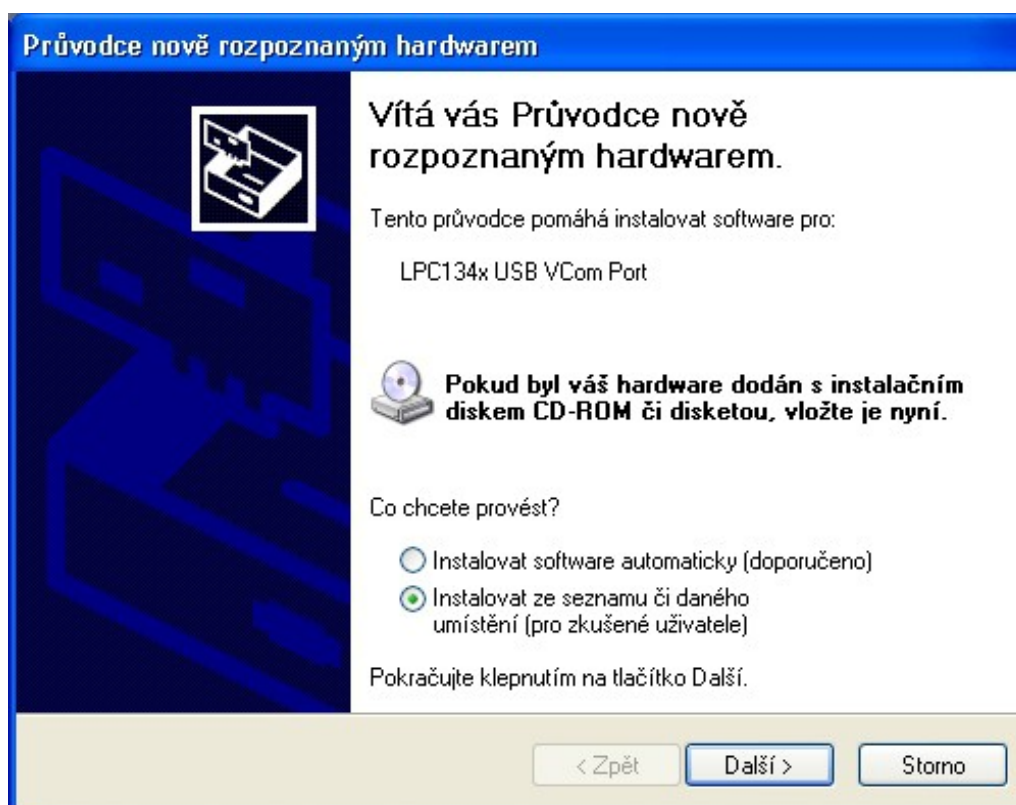 Průvodce nově rozpoznaným hardwarem
Vítá vás Průvodce nově
rozpoznaným hardwarem.
Tento průvodce pomáhá instalovat software pro:
LPC134x USB VCom Port
Pokud byl váš hardware dodán s instalačním
diskem CD-ROM či disketou, vložte je nyní.
Co chcete provést?
Instalovat software automaticky (doporučeno)
Instalovat ze seznamu či daného
umístění (pro zkušené uživatele)
Pokračujte klepnutím na tlačítko Další.
< Zpět Další > Storno